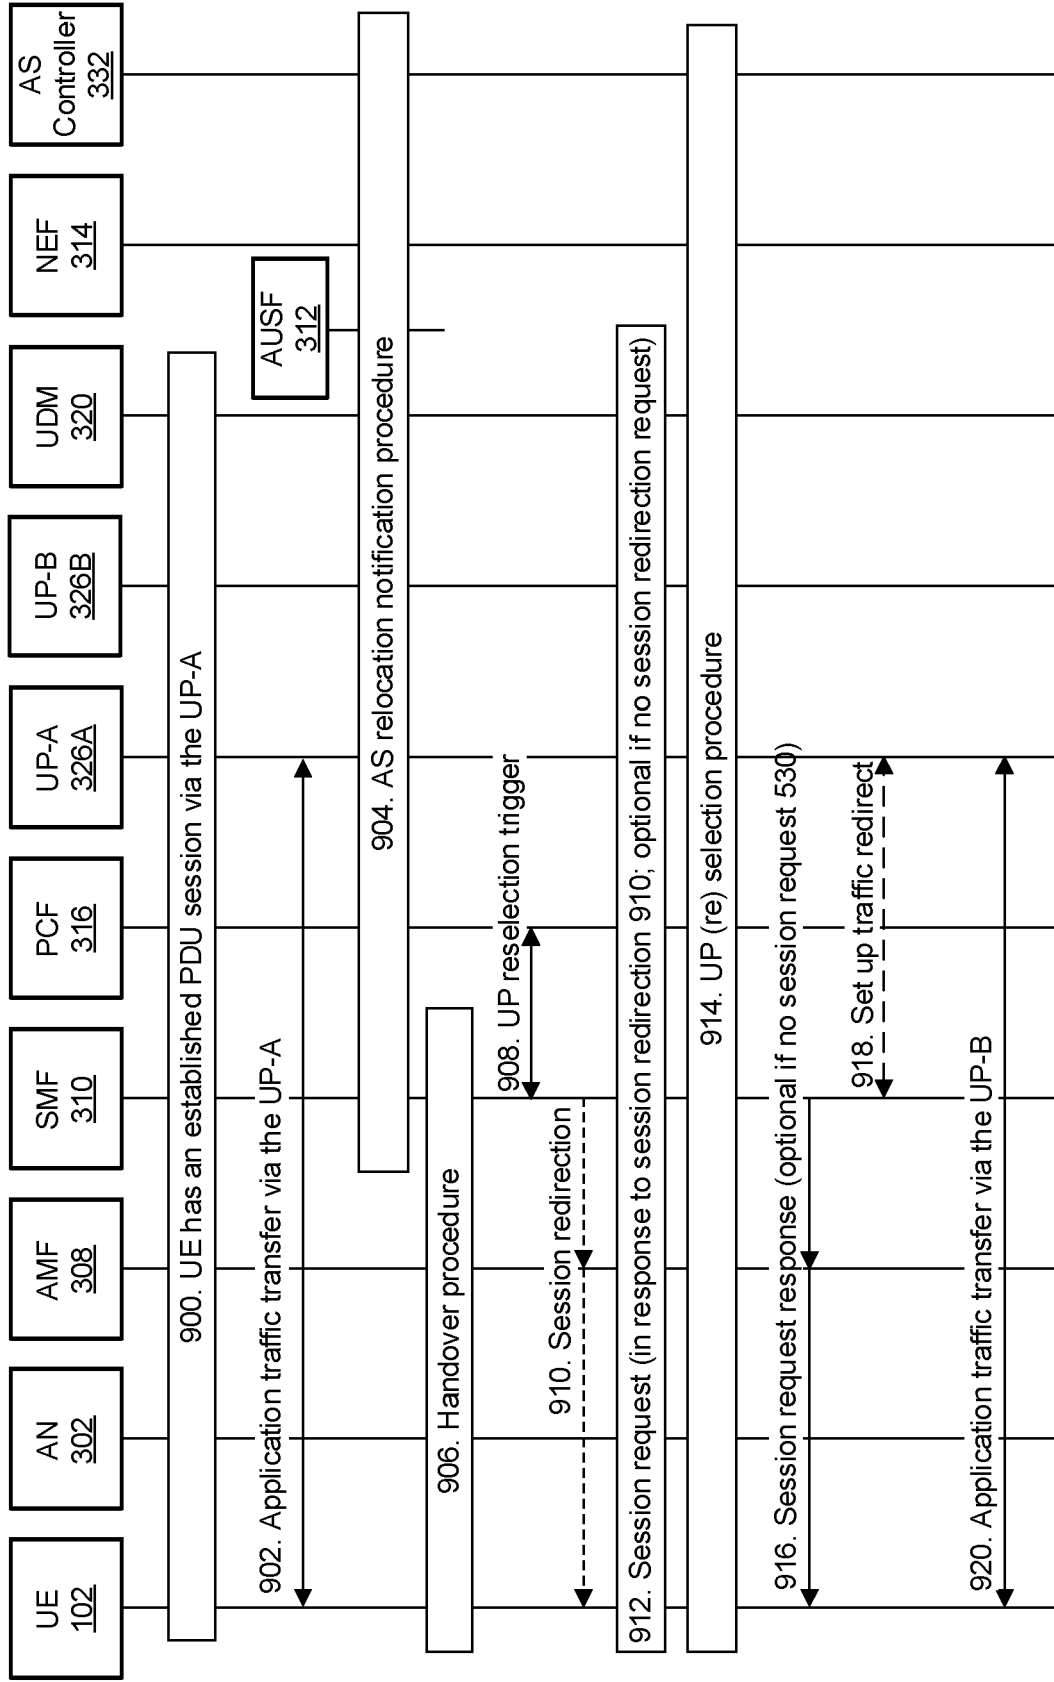 UE
102
AN
302
AMF
308
SMF
310
PCF
316
UP-A
326A
UP-B
326B
UDM
320
NEF
314
AS
Controller
332
900. UE has an established PDU session via the UP-A
902. Application traffic transfer via the UP-A
AUSF
312
904. AS relocation notification procedure
906. Handover procedure
908. UP reselection trigger
910. Session redirection
912. Session request (in response to session redirection 910; optional if no session redirection request)
914. UP (re) selection procedure
916. Session request response (optional if no session request 530)
918. Set up traffic redirect
920. Application traffic transfer via the UP-B